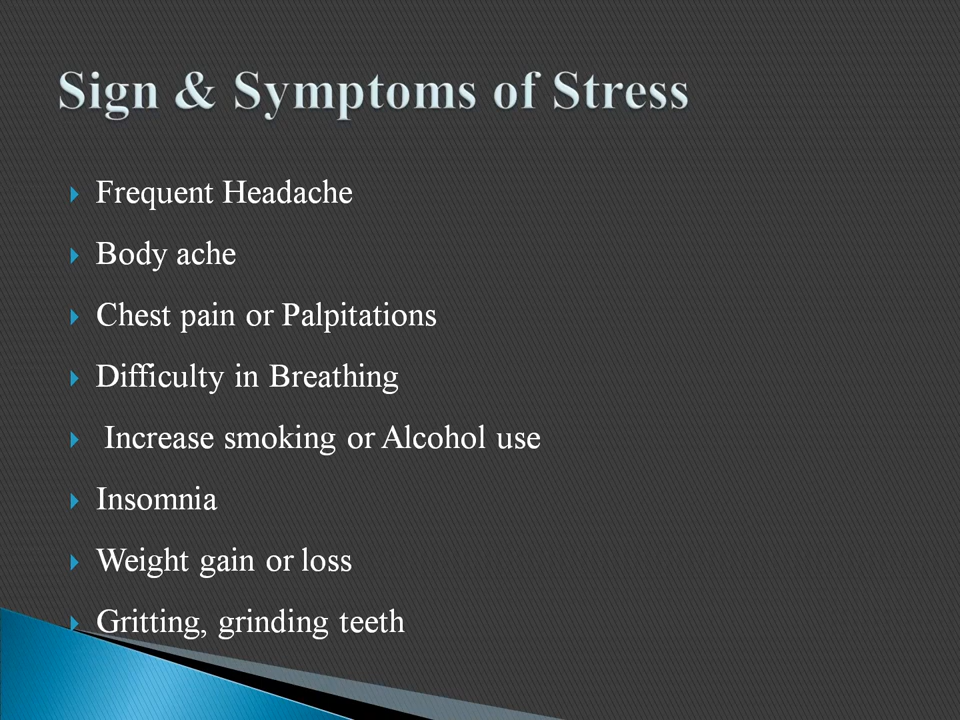 Sign & Symptoms of Stress
Frequent Headache
Body ache
Chest pain or Palpitations
Difficulty in Breathing
Increase smoking or Alcohol use
Insomnia
Weight gain or loss
Gritting, grinding teeth